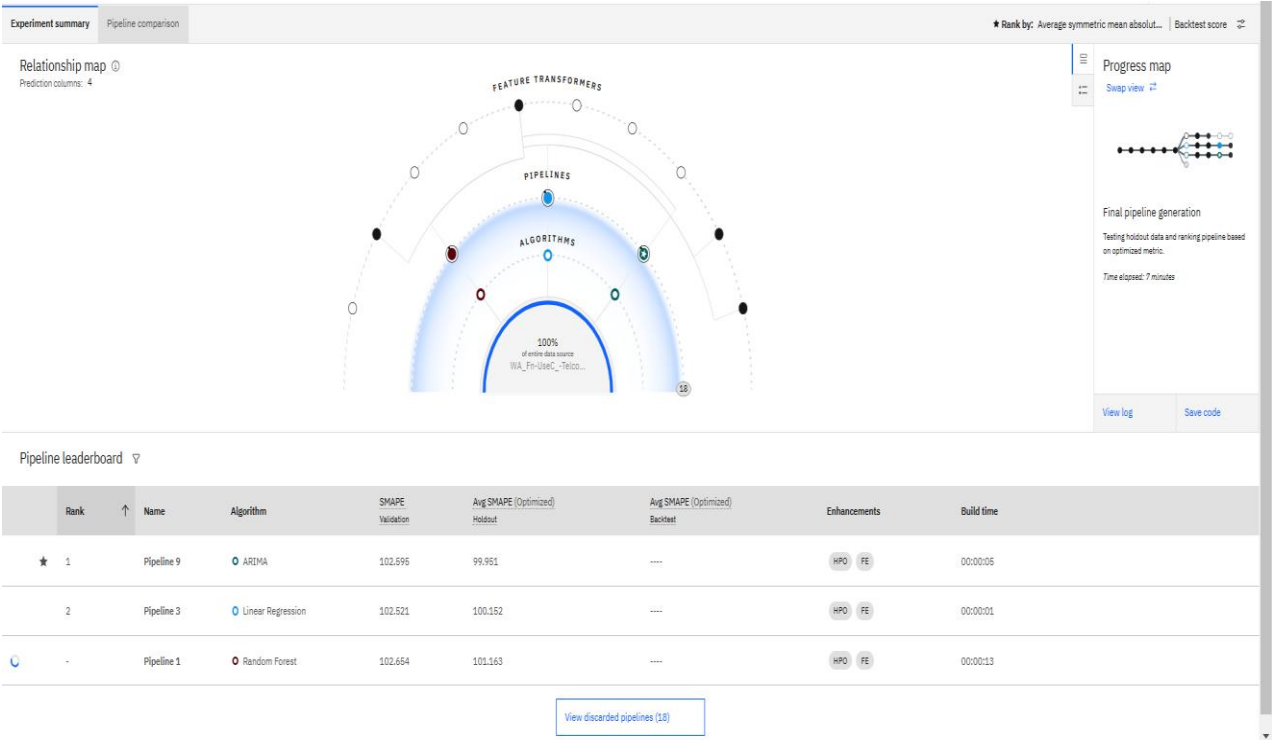 Experiment summary
Pipeline comparison
★ Rank by: Average symmetric mean absolut... | Backtest score
Relationship map
Prediction columns: 4
FEATURE TRANSFORMERS
PIPELINES
ALGORITHMS
100%
of entire data source
WA_Fn-UseC_-Telco...
18
Progress map
Swap view
Final pipeline generation
Testing holdout data and ranking pipeline based
on optimized metric.
Time elapsed: 7 minutes
View log
Save code
Pipeline leaderboard
Rank ↑ Name Algorithm SMAPE Avg SMAPE (Optimized) Avg SMAPE (Optimized) Enhancements Build time
Validation Holdout Backtest
★ 1 Pipeline 9 ARIMA 102.595 99.951 ---- HPO FE 00:00:05
2 Pipeline 3 Linear Regression 102.521 100.152 ---- HPO FE 00:00:01
- Pipeline 1 Random Forest 102.654 101.163 ---- HPO FE 00:00:13
View discarded pipelines (18)